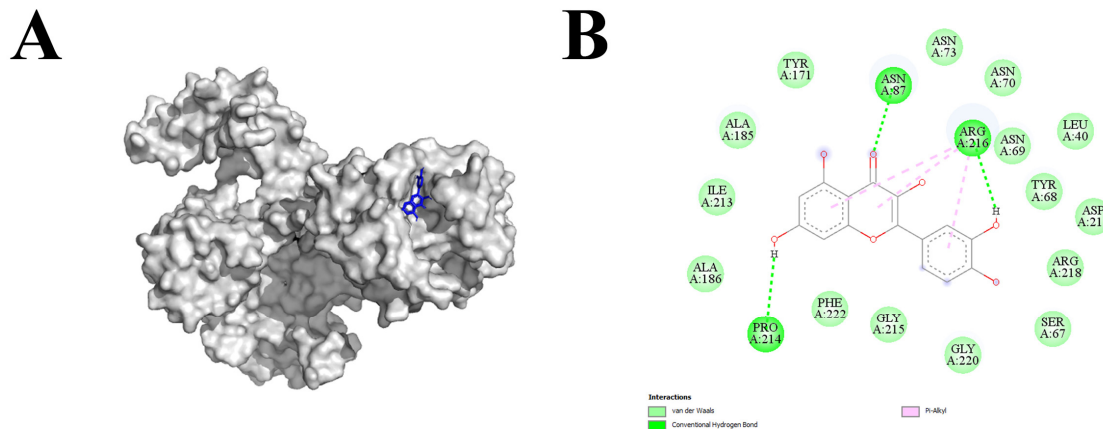 A
B
ASN
A:73
TYR
A:171
ASN
A:87
ASN
A:70
ALA
A:185
ARG
A:216
ASN
A:69
LEU
A:40
ILE
A:213
TYR
A:68
ASP
A:21
O
O
O
H
O
H
O
O
O
ALA
A:186
ARG
A:218
PHE
A:222
GLY
A:215
SER
A:67
PRO
A:214
GLY
A:220
Interactions
van der Waals
Conventional Hydrogen Bond
Pi-Alkyl